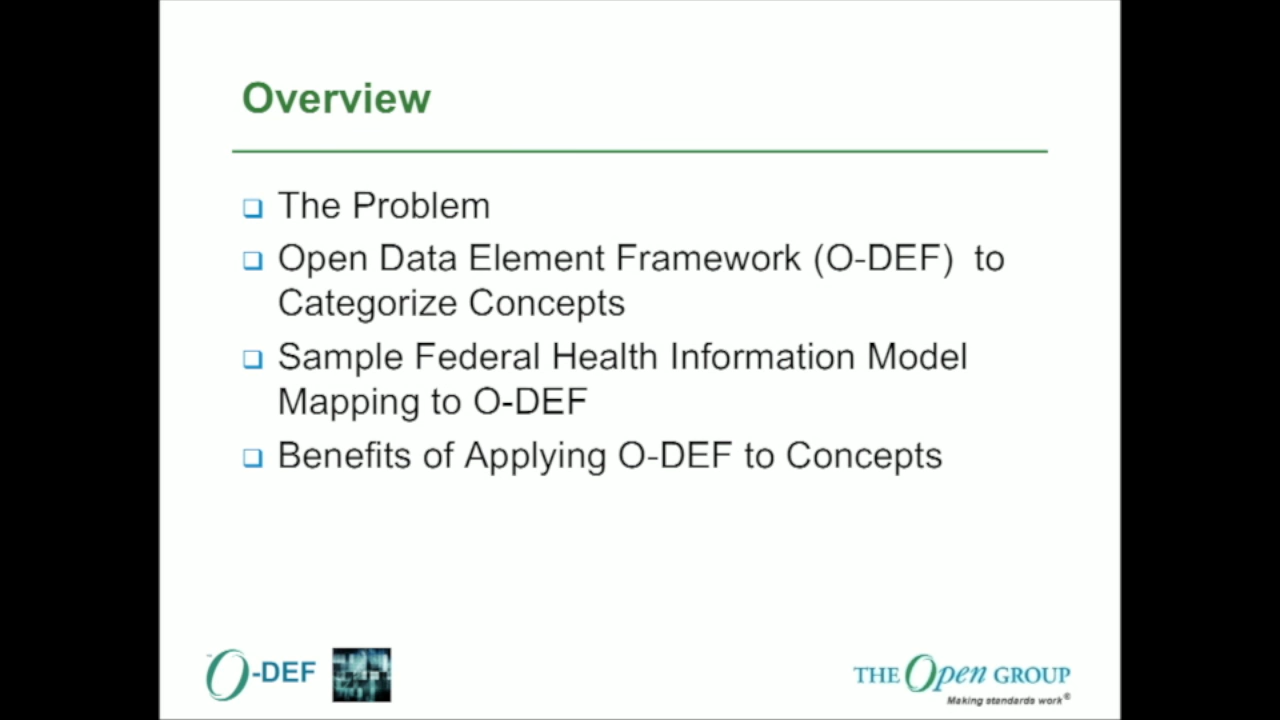 Overview
The Problem
Open Data Element Framework (O-DEF) to
Categorize Concepts
Sample Federal Health Information Model
Mapping to O-DEF
Benefits of Applying O-DEF to Concepts
O-DEF
THE Open GROUP
Making standards work®